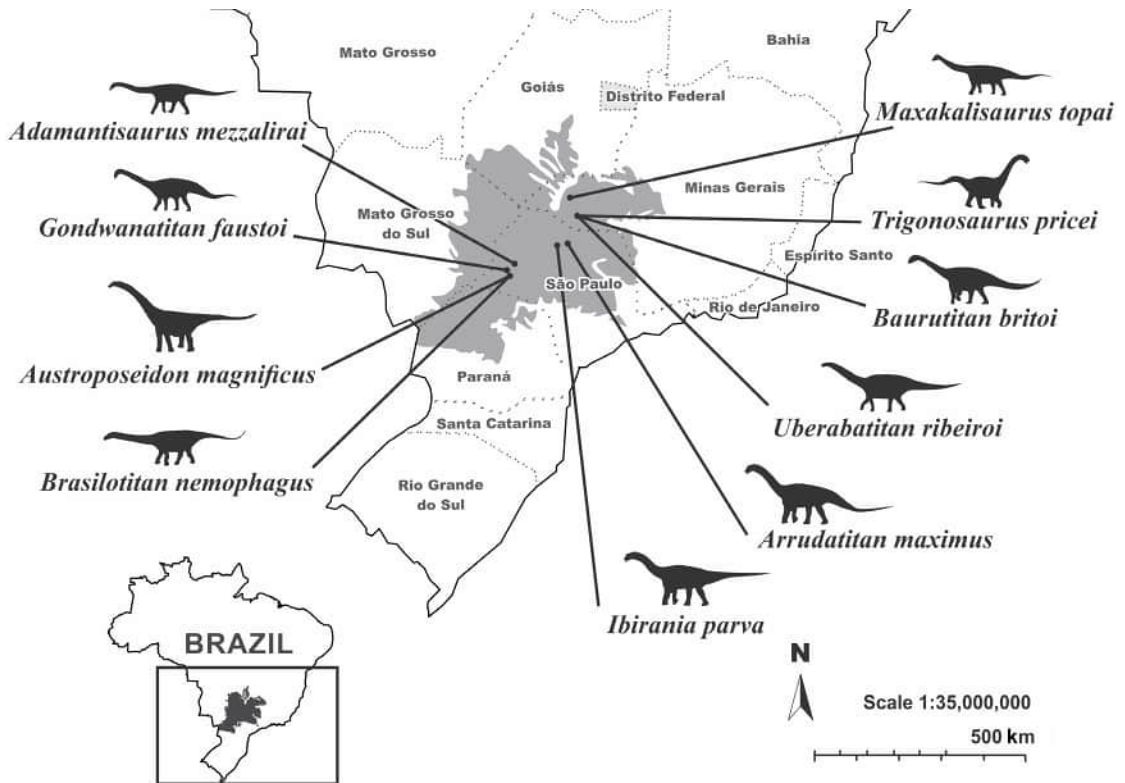 Mato Grosso
Bahia
Goiás
Distrito Federal
Adamantisaurus mezzalirai
Maxakalisaurus topai
Gondwanatitan faustoi
Mato Grosso
do Sul
Minas Gerais
Trigonosaurus pricei
Espírito Santo
São Paulo
Rio de Janeiro
Baurutitan britoi
Austroposeidon magnificus
Paraná
Santa Catarina
Uberabatitan ribeiroi
Brasilotitan nemophagus
Rio Grande
do Sul
Arrudatitan maximus
Ibirania parva
BRAZIL
N
Scale 1:35,000,000
500 km